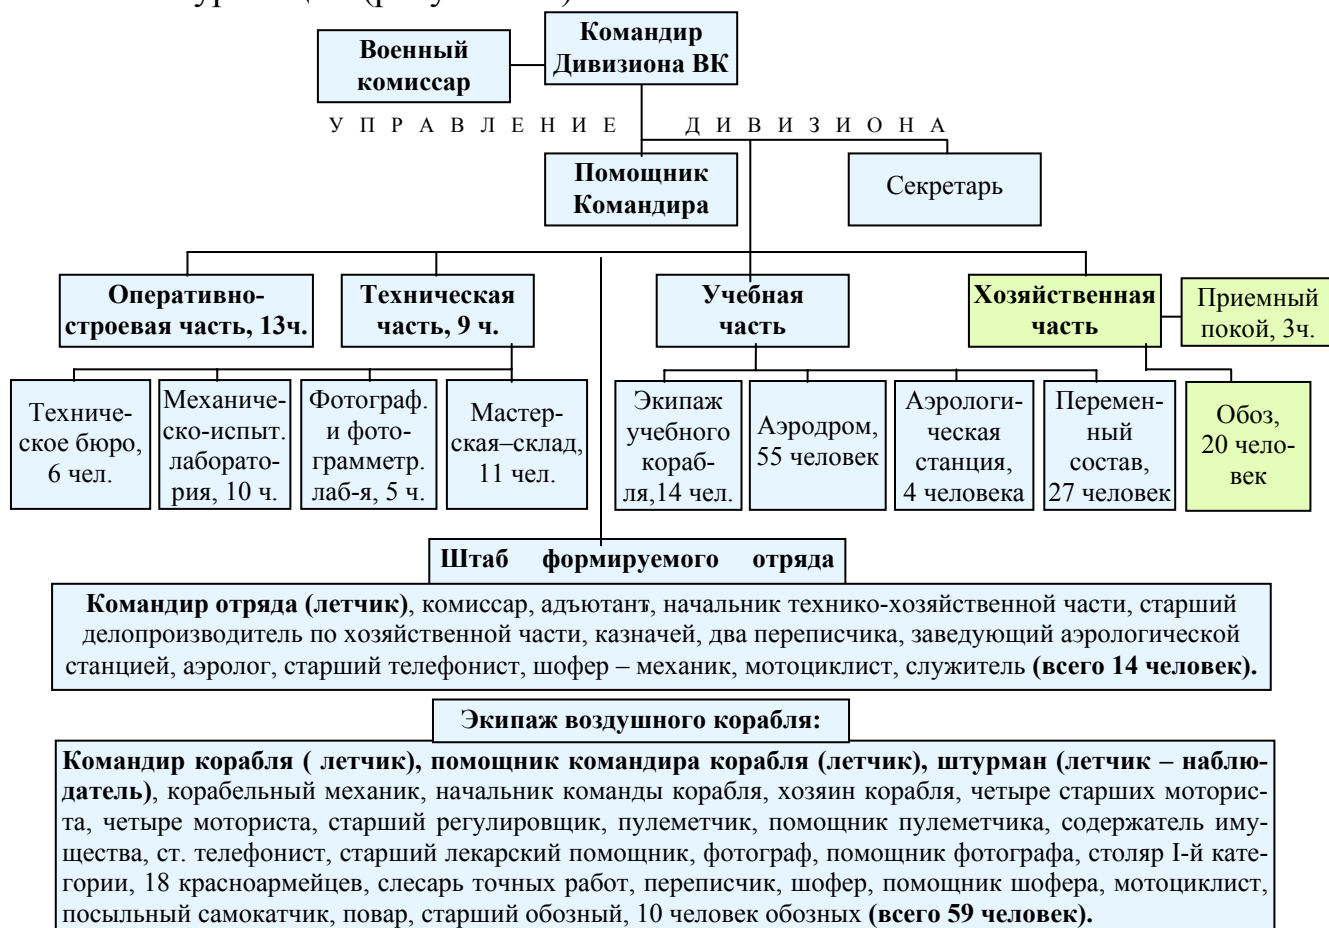 Военный
комиссар
Командир
Дивизиона ВК
У П Р А В Л Е Н И Е Д И В И З И О Н А
Помощник
Командира
Секретарь
Оперативно-
строевая часть, 13ч.
Техническая
часть, 9 ч.
Учебная
часть
Хозяйственная
часть
Приемный
покой, 3ч.
Техниче-
ское бюро,
6 чел.
Механиче-
ско-испыт.
лаборато-
рия, 10 ч.
Фотограф.
и фото-
грамметр.
лаб-я, 5 ч.
Мастер-
ская–склад,
11 чел.
Экипаж
учебного
кораб-
ля,14 чел.
Аэродром,
55 человек
Аэрологи-
ческая
станция,
4 человека
Перемен-
ный
состав,
27 человек
Обоз,
20 чело-
век
Штаб формируемого отряда
Командир отряда (летчик), комиссар, адъютант, начальник технико-хозяйственной части, старший
делопроизводитель по хозяйственной части, казначей, два переписчика, заведующий аэрологической
станцией, аэролог, старший телефонист, шофер – механик, мотоциклист, служитель (всего 14 человек).
Экипаж воздушного корабля:
Командир корабля ( летчик), помощник командира корабля (летчик), штурман (летчик – наблю-
датель), корабельный механик, начальник команды корабля, хозяин корабля, четыре старших моторис-
та, четыре моториста, старший регулировщик, пулеметчик, помощник пулеметчика, содержатель иму-
щества, ст. телефонист, старший лекарский помощник, фотограф, помощник фотографа, столяр I-й кате-
гории, 18 красноармейцев, слесарь точных работ, переписчик, шофер, помощник шофера, мотоциклист,
посыльный самокатчик, повар, старший обозный, 10 человек обозных (всего 59 человек).